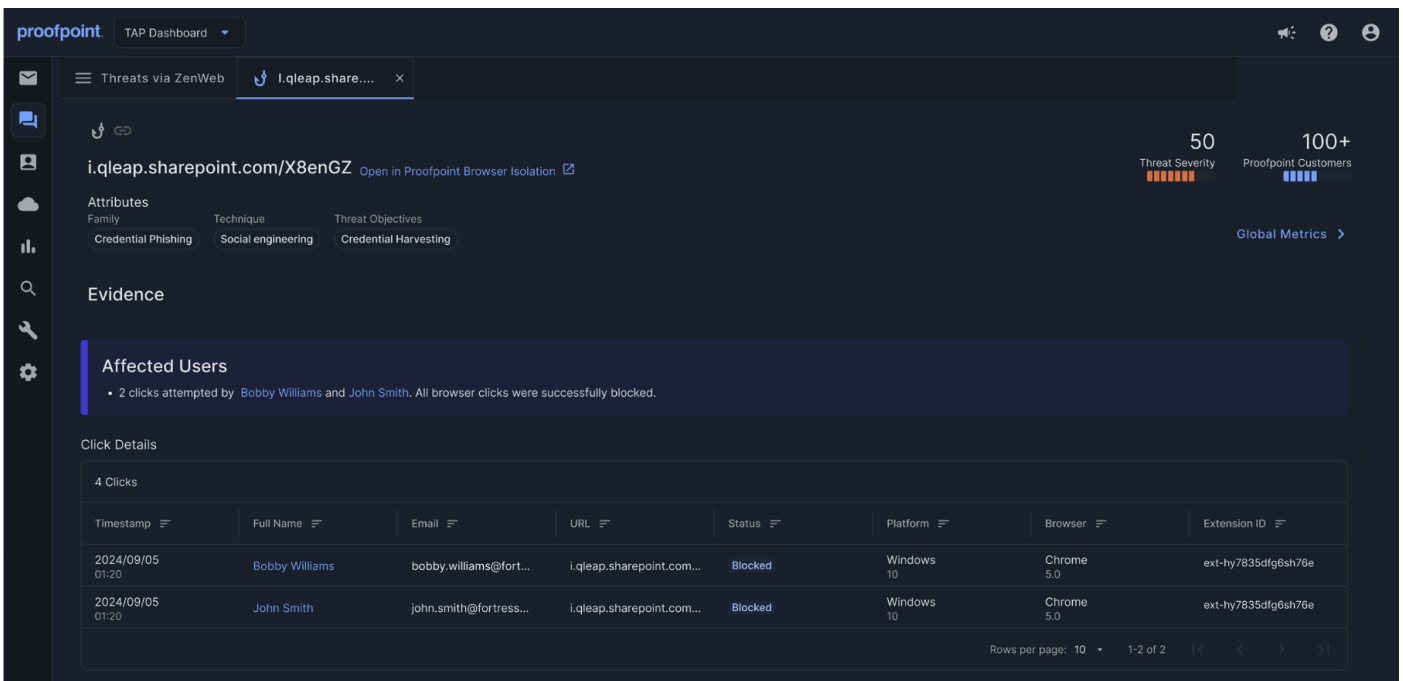 proofpoint. TAP Dashboard
Threats via ZenWeb I.qleap.share....
50 100+
Threat Severity Proofpoint Customers
i.qleap.sharepoint.com/X8enGZ Open in Proofpoint Browser Isolation
Attributes
Family Technique Threat Objectives
Credential Phishing Social engineering Credential Harvesting
Global Metrics
Evidence
Affected Users
• 2 clicks attempted by Bobby Williams and John Smith. All browser clicks were successfully blocked.
Click Details
4 Clicks
Timestamp Full Name Email URL Status Platform Browser Extension ID
2024/09/05 Bobby Williams bobby.williams@fort... i.qleap.sharepoint.com... Blocked Windows Chrome ext-hy7835dfg6sh76e
01:20 10 5.0
2024/09/05 John Smith john.smith@fortress... i.qleap.sharepoint.com... Blocked Windows Chrome ext-hy7835dfg6sh76e
01:20 10 5.0
Rows per page: 10 1-2 of 2